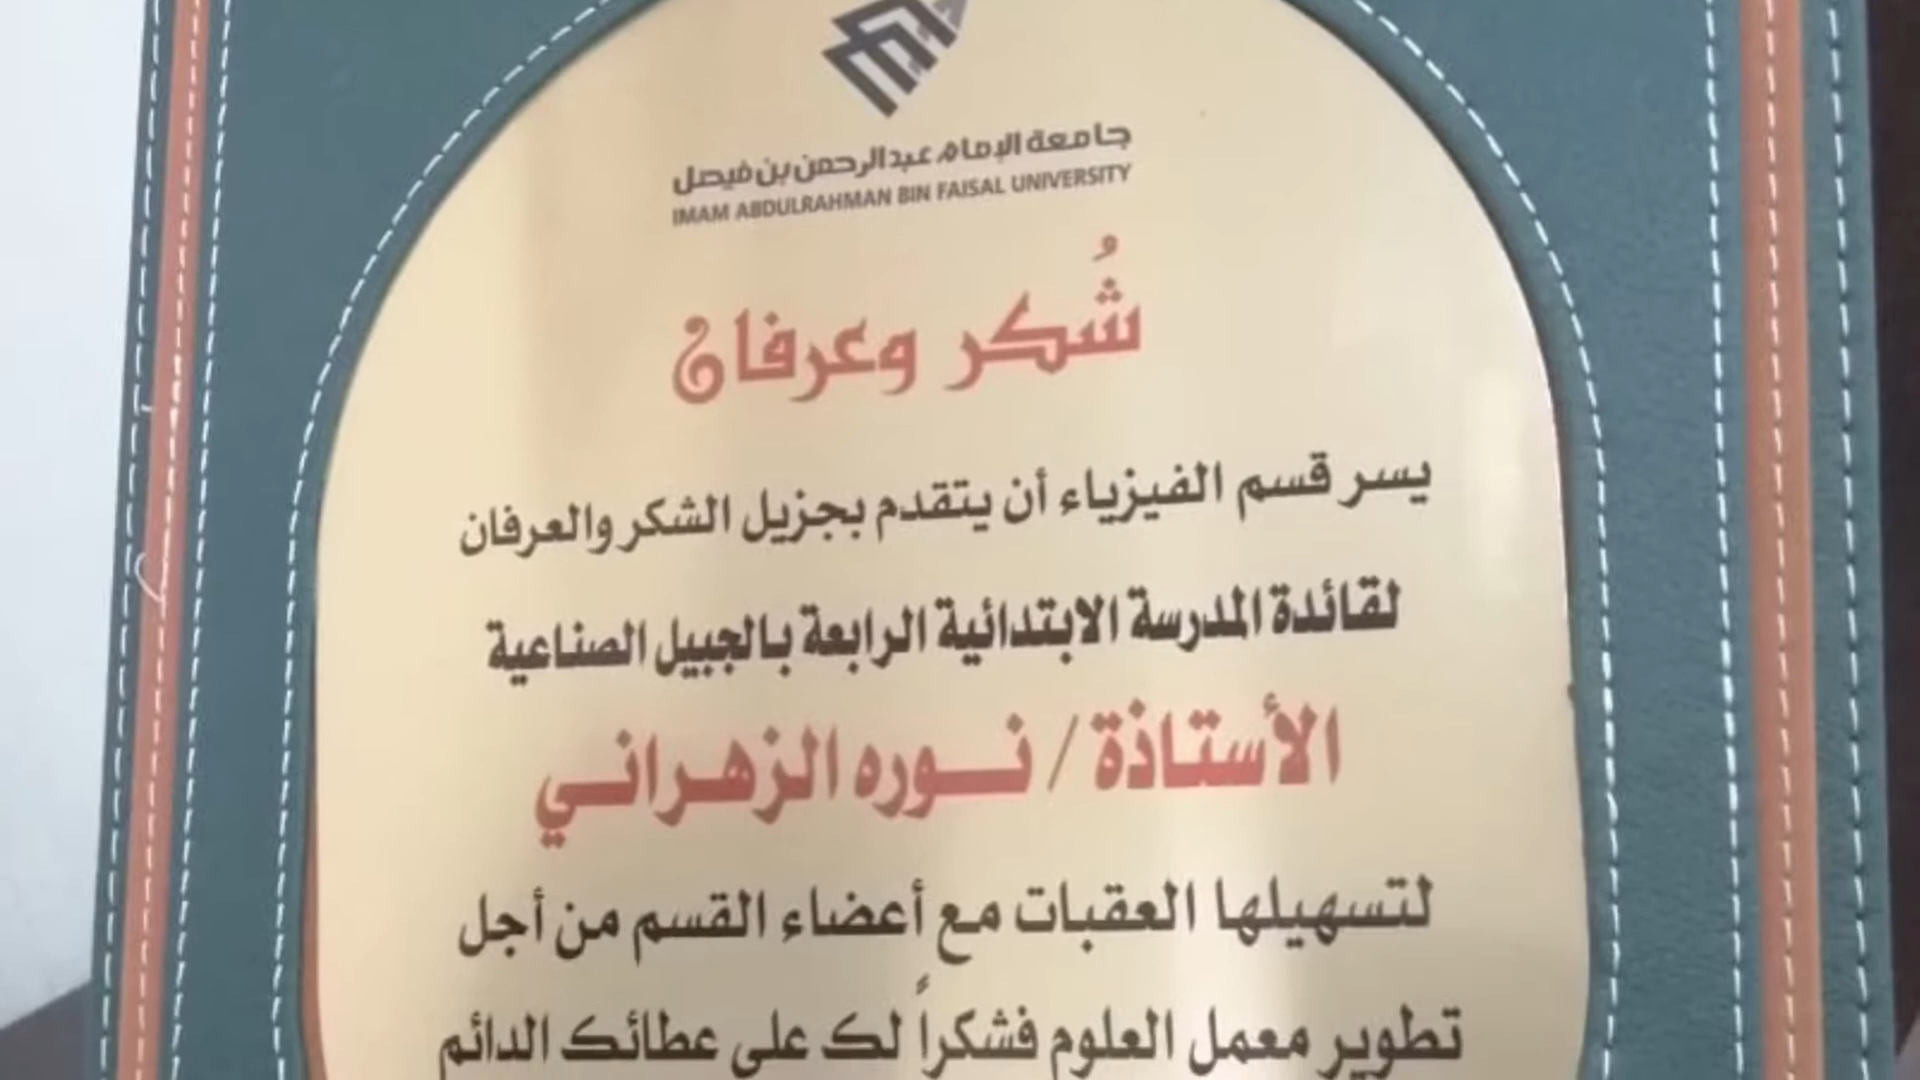 جامعة الإمام عبدالرحمن بن فيصل
IMAM ABDULRAHMAN BIN FAISAL UNIVERSITY
شُكر وعرفان
يسر قسم الفيزياء أن يتقدم بجزيل الشكر والعرفان
لقائدة المدرسة الابتدائية الرابعة بالجبيل الصناعية
الأستاذة / نـوره الزهرانـي
لتسهيلها العقبات مع أعضاء القسم من أجل
تطوير معمل العلوم فشكراً لك على عطائك الدائم